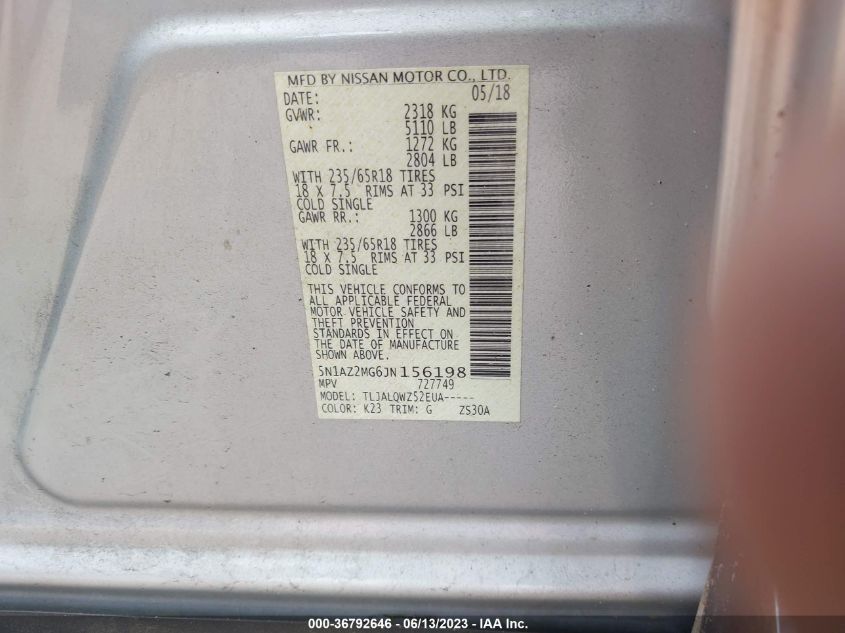 MFD BY NISSAN MOTOR CO., LTD.
DATE: 05/18
GVWR: 2318 KG
5110 LB
GAWR FR.: 1272 KG
2804 LB
WITH 235/65R18 TIRES
18 X 7.5 RIMS AT 33 PSI
COLD SINGLE
GAWR RR.: 1300 KG
2866 LB
WITH 235/65R18 TIRES
18 X 7.5 RIMS AT 33 PSI
COLD SINGLE
THIS VEHICLE CONFORMS TO
ALL APPLICABLE FEDERAL
MOTOR VEHICLE SAFETY AND
THEFT PREVENTION
STANDARDS IN EFFECT ON
THE DATE OF MANUFACTURE
SHOWN ABOVE.
5N1AZ2MG6JN156198
MPV 727749
MODEL: TLJALQWZ52EUA-----
COLOR: K23 TRIM: G ZS30A
000-36792646 - 06/13/2023 - IAA Inc.